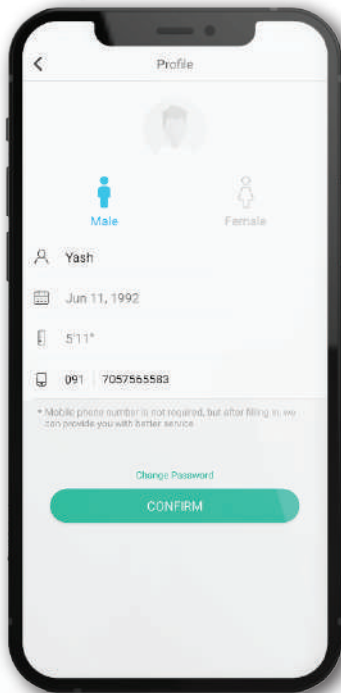 Profile
Male Female
Yash
Jun 11, 1992
5'11"
091 7057565583
* Mobile phone number is not required, but after filling in, we
can provide you with better service
Change Password
CONFIRM